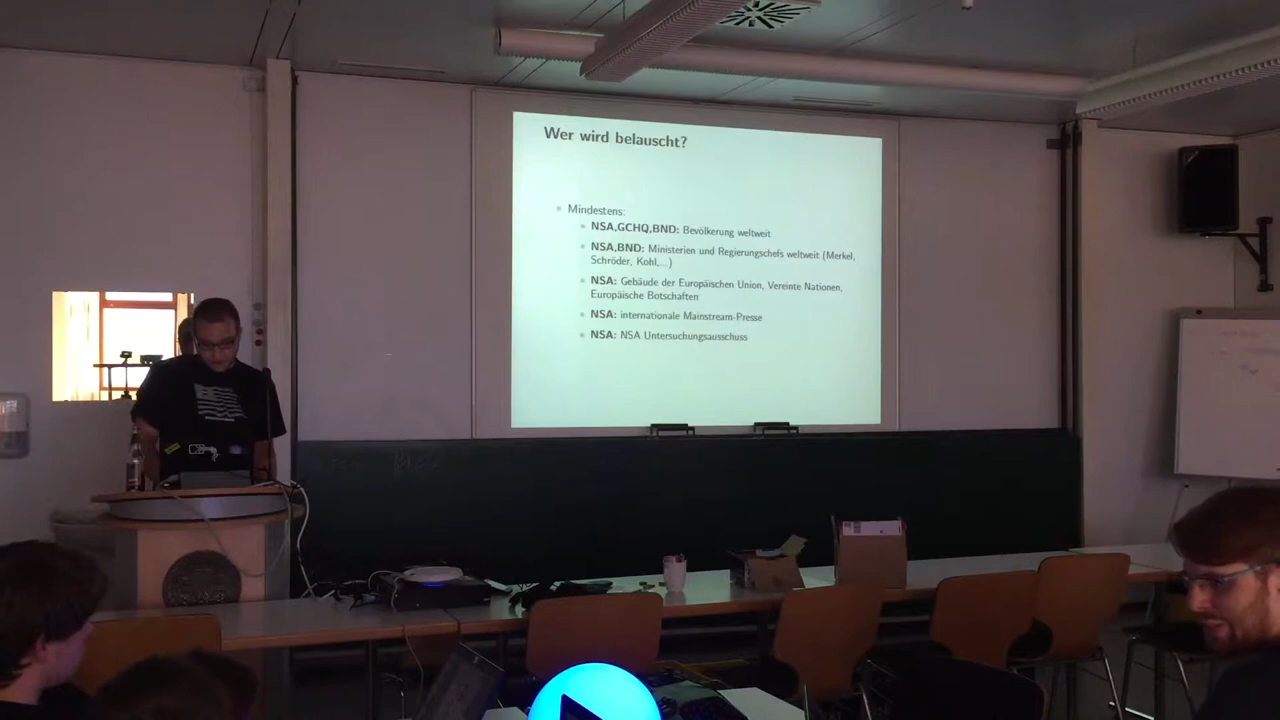 Wer wird belauscht?
Mindestens:
NSA,GCHQ,BND: Bevölkerung weltweit
NSA,BND: Ministerien und Regierungschefs weltweit (Merkel,
Schröder, Kohl,...)
NSA: Gebäude der Europäischen Union, Vereinte Nationen,
Europäische Botschaften
NSA: internationale Mainstream-Presse
NSA: NSA Untersuchungsausschuss